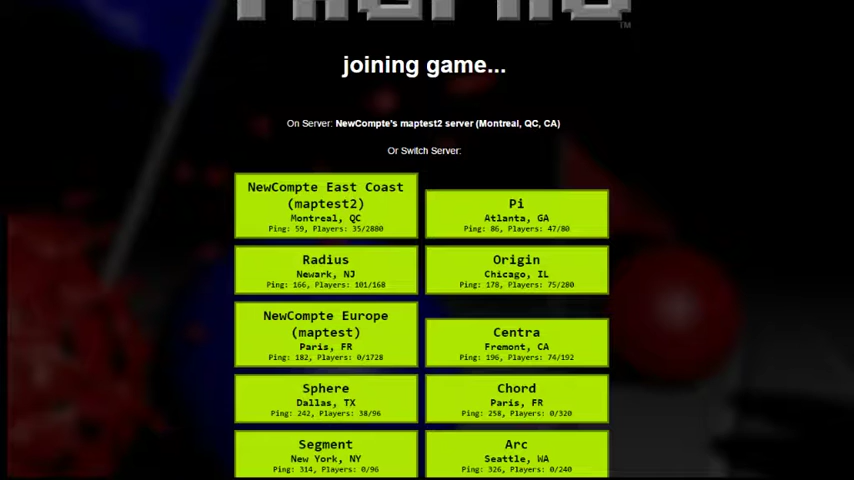 TM
joining game...
On Server: NewCompte's maptest2 server (Montreal, QC, CA)
Or Switch Server:
NewCompte East Coast
(maptest2)
Montreal, QC
Ping: 59, Players: 35/2880
Pi
Atlanta, GA
Ping: 86, Players: 47/80
Radius
Newark, NJ
Ping: 166, Players: 101/168
Origin
Chicago, IL
Ping: 178, Players: 75/280
NewCompte Europe
(maptest)
Paris, FR
Ping: 182, Players: 0/1728
Centra
Fremont, CA
Ping: 196, Players: 74/192
Sphere
Dallas, TX
Ping: 242, Players: 38/96
Chord
Paris, FR
Ping: 258, Players: 0/320
Segment
New York, NY
Ping: 314, Players: 0/96
Arc
Seattle, WA
Ping: 326, Players: 0/240